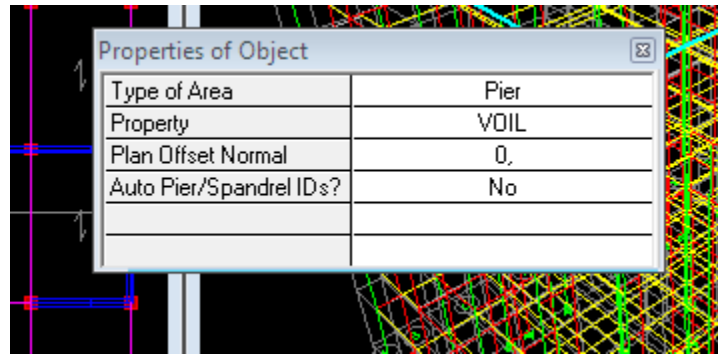 Properties of Object
Type of Area Pier
Property VOIL
Plan Offset Normal 0,
Auto Pier/Spandrel IDs? No